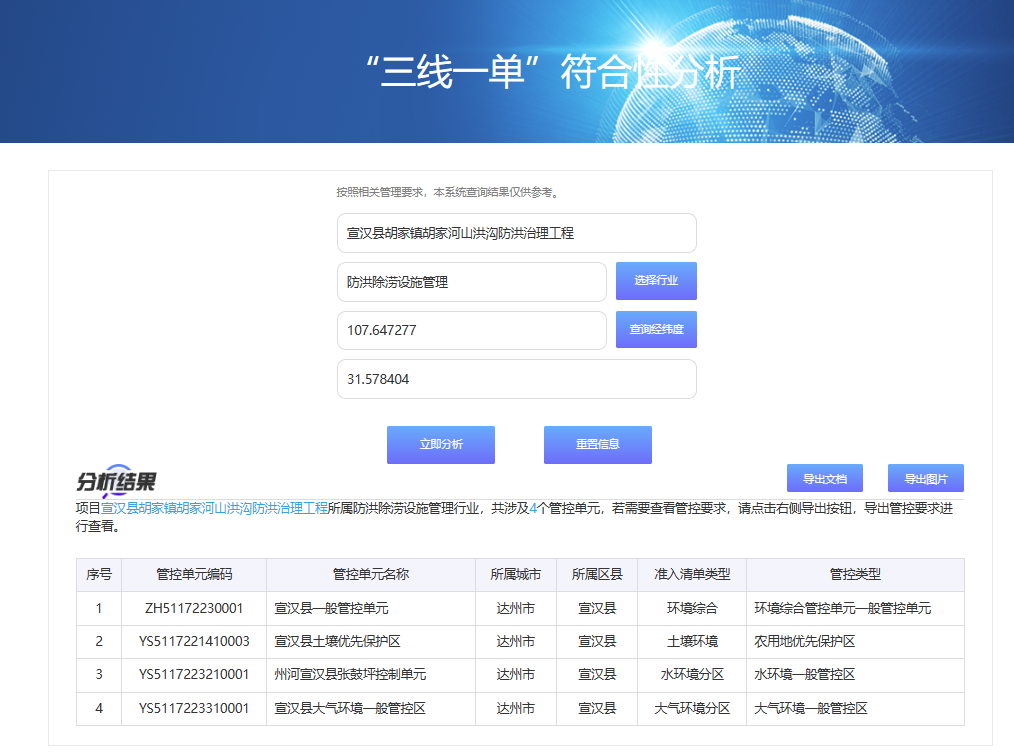 “三线一单”符合性分析
按照相关管理要求，本系统查询结果仅供参考。
宣汉县胡家镇胡家河山洪沟防洪治理工程
防洪除涝设施管理 选择行业
107.647277 查询经纬度
31.578404
立即分析 重置信息
分析结果 导出文档 导出图片
项目宣汉县胡家镇胡家河山洪沟防洪治理工程所属防洪除涝设施管理行业，共涉及4个管控单元，若需要查看管控要求，请点击右侧导出按钮，导出管控要求进
行查看。
序号 管控单元编码 管控单元名称 所属城市 所属区县 准入清单类型 管控类型
1 ZH51172230001 宣汉县一般管控单元 达州市 宣汉县 环境综合 环境综合管控单元一般管控单元
2 YS5117221410003 宣汉县土壤优先保护区 达州市 宣汉县 土壤环境 农用地优先保护区
3 YS5117223210001 州河宣汉县张鼓坪控制单元 达州市 宣汉县 水环境分区 水环境一般管控区
4 YS5117223310001 宣汉县大气环境一般管控区 达州市 宣汉县 大气环境分区 大气环境一般管控区